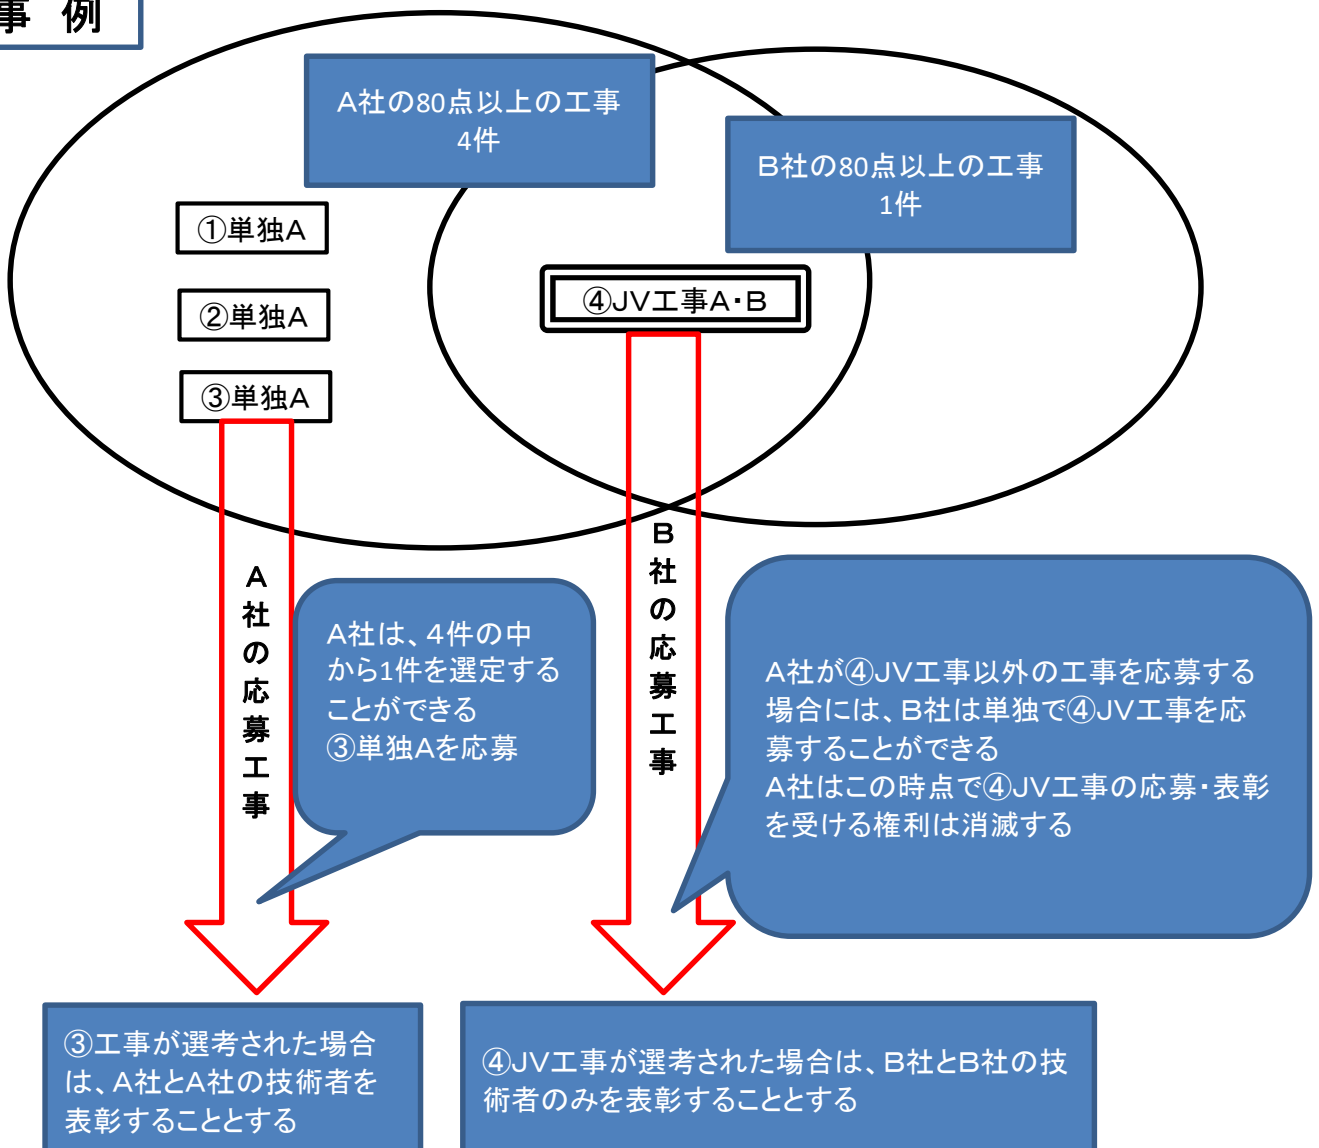 事 例
A社の80点以上の工事
4件
B社の80点以上の工事
1件
①単独A
②単独A
③単独A
④JV工事A・B
A社の応募工事
B社の応募工事
A社は、4件の中
から1件を選定する
ことができる
③単独Aを応募
A社が④JV工事以外の工事を応募する
場合には、B社は単独で④JV工事を応
募することができる
A社はこの時点で④JV工事の応募・表彰
を受ける権利は消滅する
③工事が選考された場合
は、A社とA社の技術者を
表彰することとする
④JV工事が選考された場合は、B社とB社の技
術者のみを表彰することとする